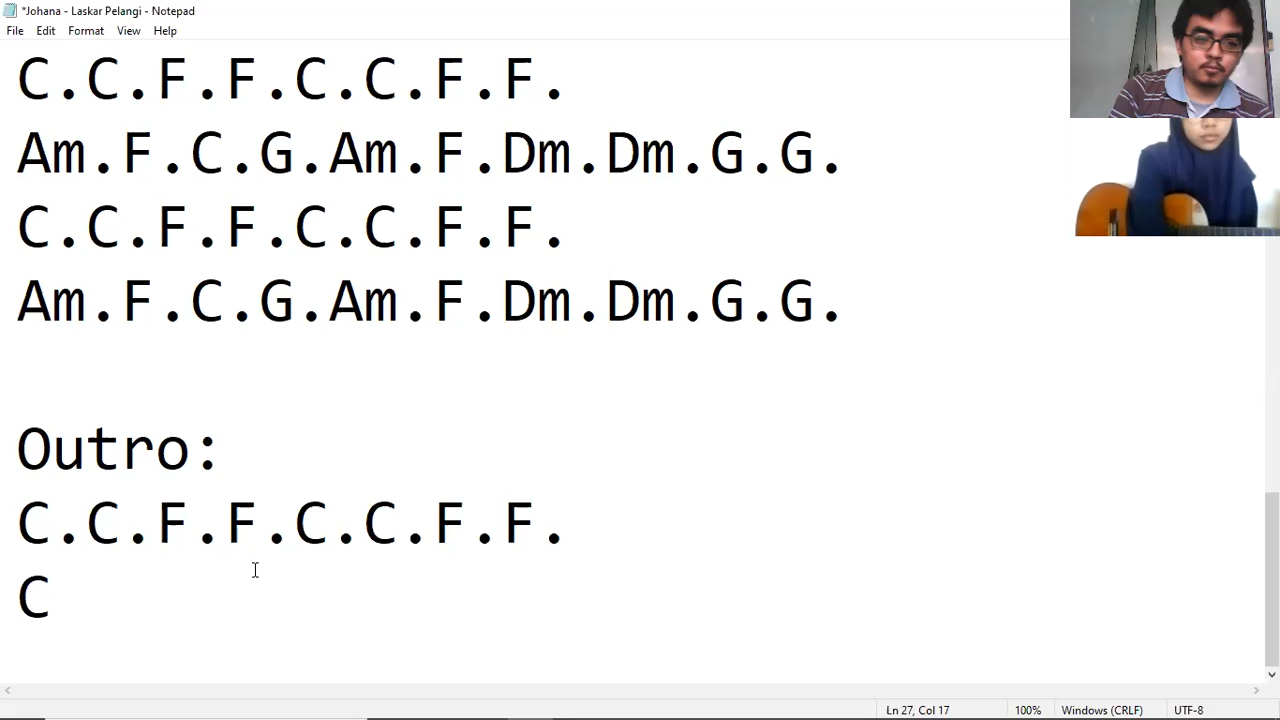 *Johana - Laskar Pelangi - Notepad
File Edit Format View Help
C.C.F.F.C.C.F.F.
Am.F.C.G.Am.F.Dm.Dm.G.G.
C.C.F.F.C.C.F.F.
Am.F.C.G.Am.F.Dm.Dm.G.G.
Outro:
C.C.F.F.C.C.F.F.
C
Ln 27, Col 17 100% Windows (CRLF) UTF-8